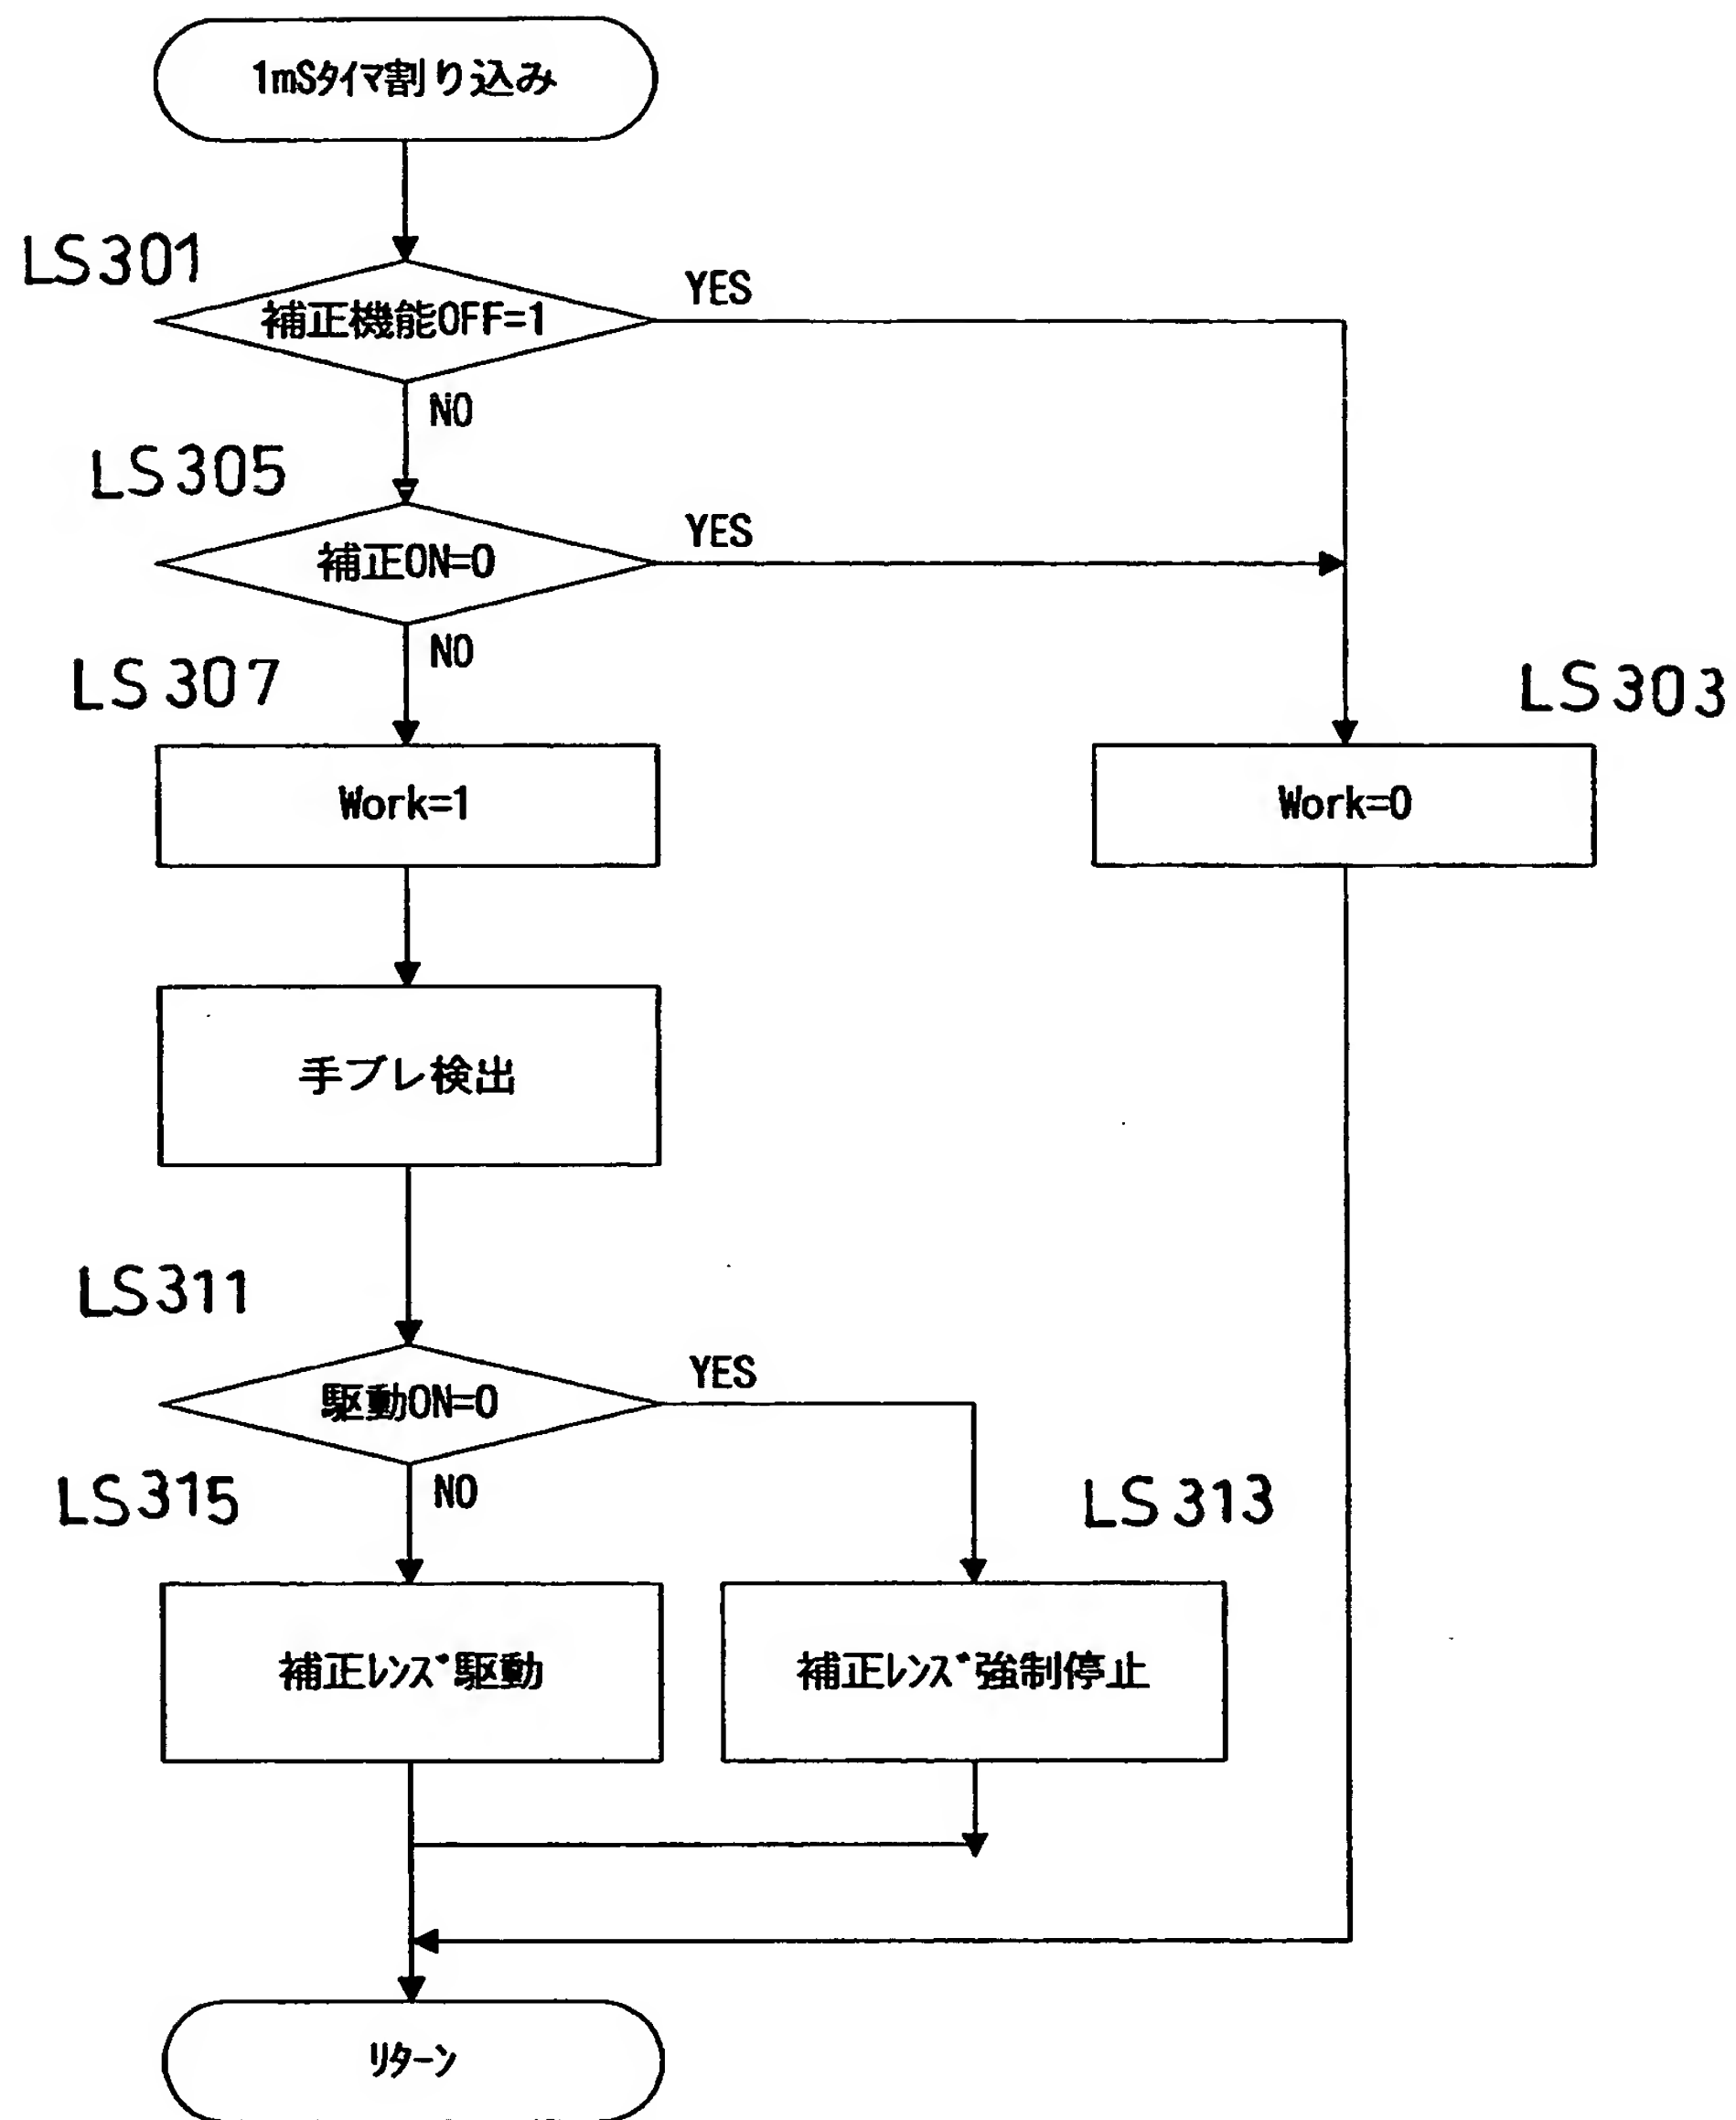 1mSﾀｲﾏ割り込み
LS301
補正機能OFF=1
YES
NO
LS305
補正ON=0
YES
NO
LS307
LS303
Work=1
Work=0
手ブレ検出
LS311
駆動ON=0
YES
NO
LS315
LS313
補正ﾚﾝｽﾞ駆動
補正ﾚﾝｽﾞ強制停止
ﾘﾀｰﾝ